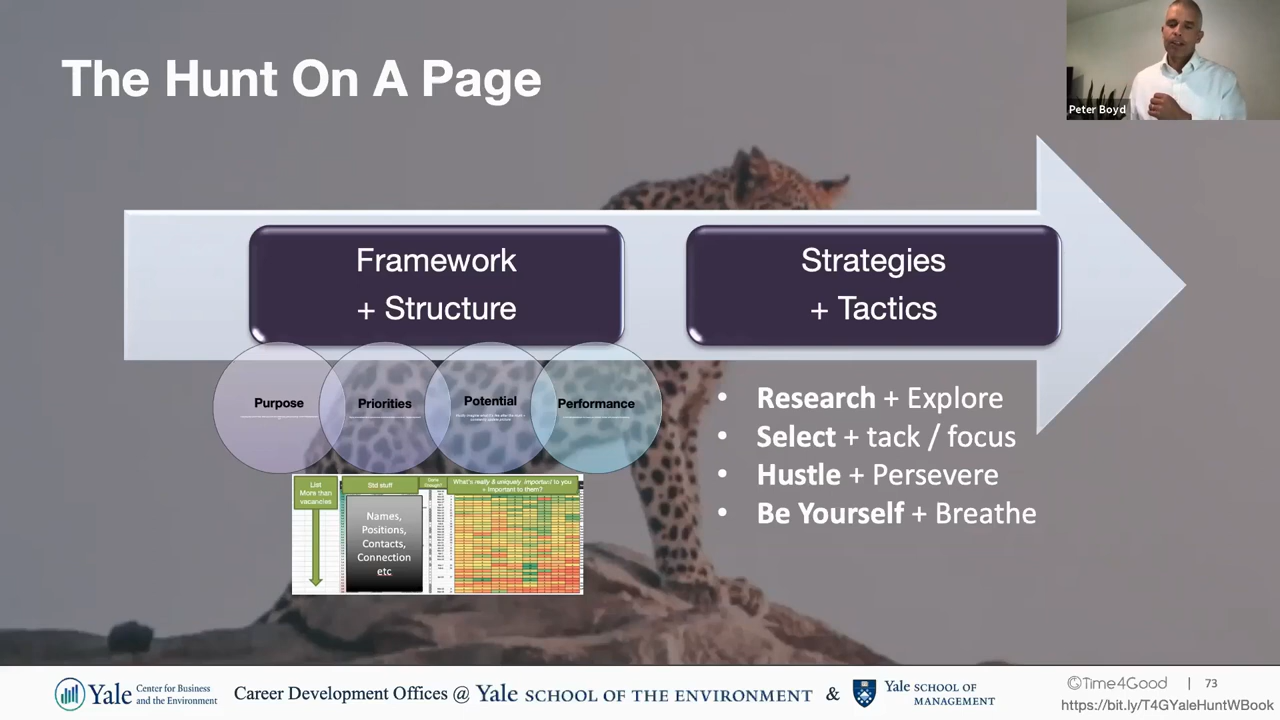 The Hunt On A Page
Peter Boyd
Framework
+ Structure
Strategies
+ Tactics
Purpose
Priorities
Potential
Performance
• Research + Explore
• Select + tack / focus
• Hustle + Persevere
• Be Yourself + Breathe
List
More than
vacancies
Std stuff
What's really & uniquely important to you
+ Important to them?
Names,
Positions,
Contacts,
Connection
etc
Yale Center for Business
and the Environment
Career Development Offices @ Yale SCHOOL OF THE ENVIRONMENT & Yale SCHOOL OF
MANAGEMENT
©Time4Good | 73
https://bit.ly/T4GYaleHuntWBook